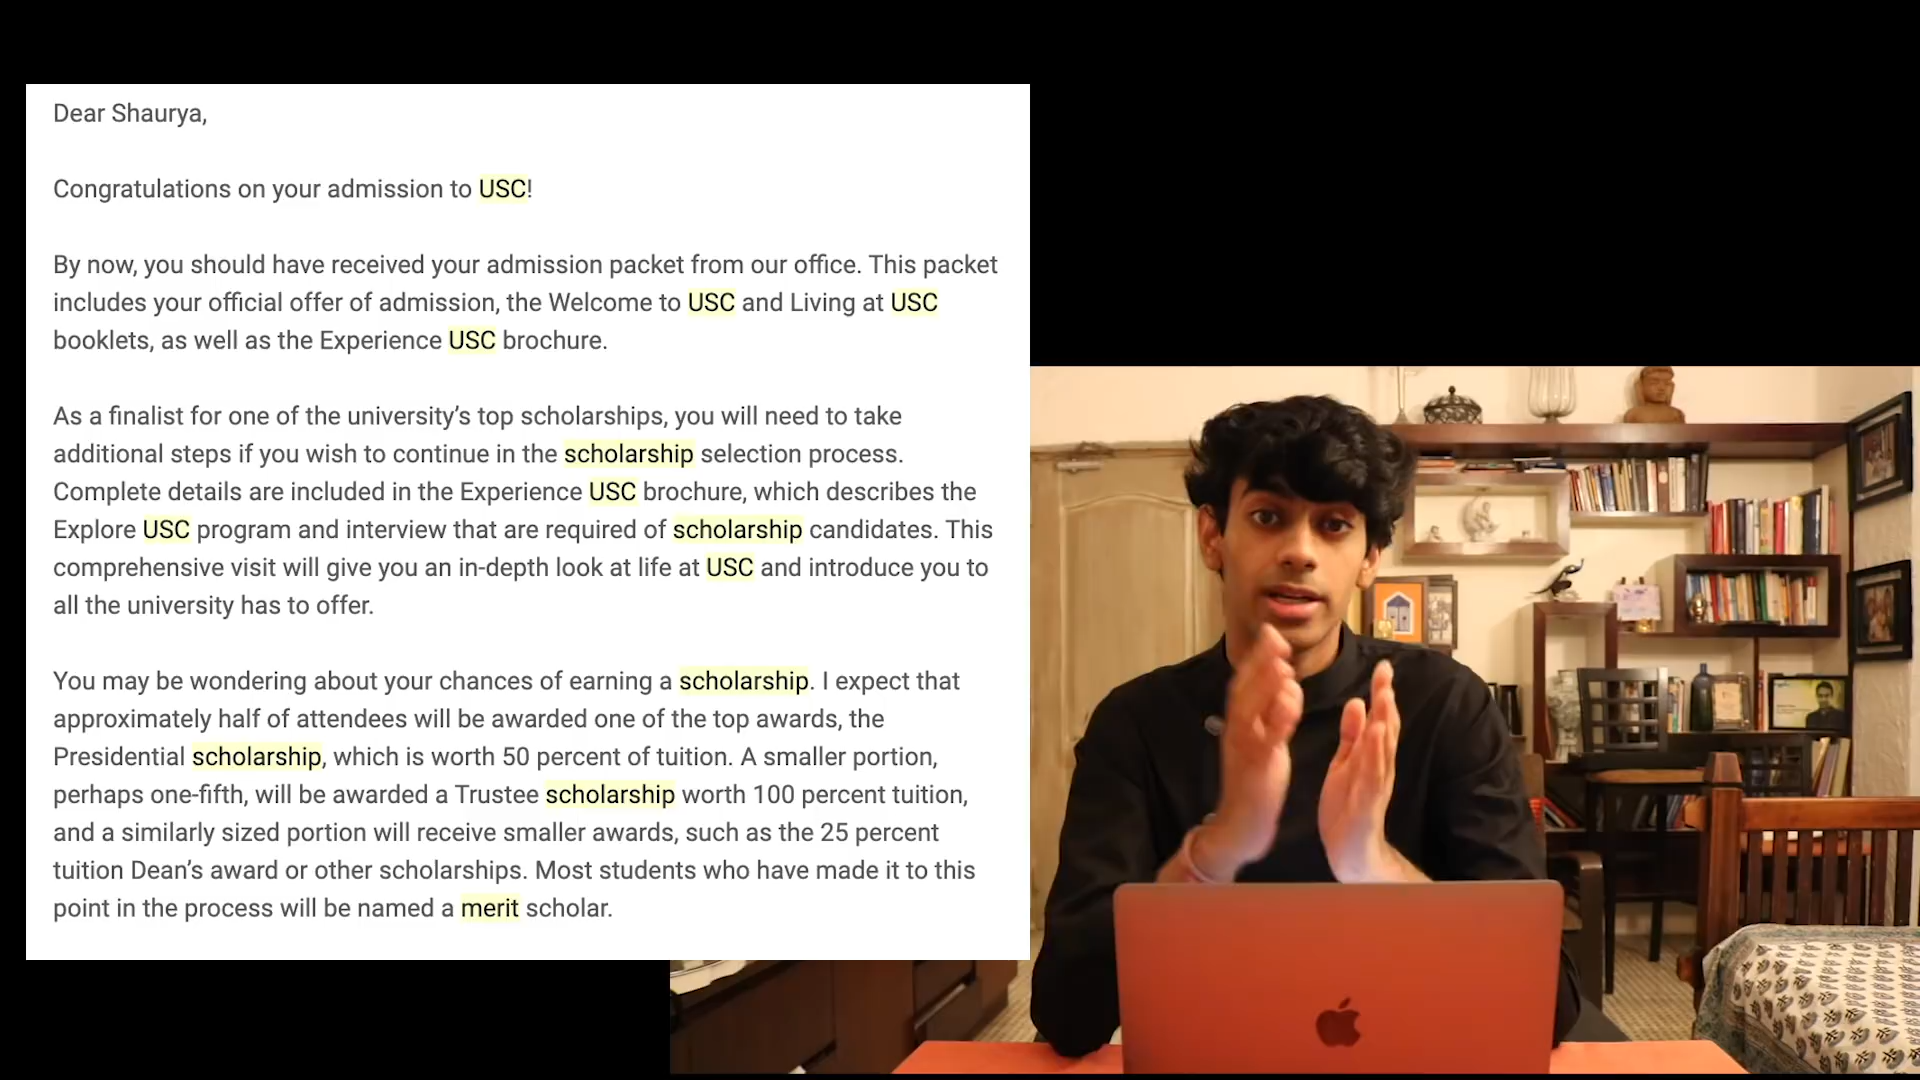 Dear Shaurya,
Congratulations on your admission to USC!
By now, you should have received your admission packet from our office. This packet
includes your official offer of admission, the Welcome to USC and Living at USC
booklets, as well as the Experience USC brochure.
As a finalist for one of the university’s top scholarships, you will need to take
additional steps if you wish to continue in the scholarship selection process.
Complete details are included in the Experience USC brochure, which describes the
Explore USC program and interview that are required of scholarship candidates. This
comprehensive visit will give you an in-depth look at life at USC and introduce you to
all the university has to offer.
You may be wondering about your chances of earning a scholarship. I expect that
approximately half of attendees will be awarded one of the top awards, the
Presidential scholarship, which is worth 50 percent of tuition. A smaller portion,
perhaps one-fifth, will be awarded a Trustee scholarship worth 100 percent tuition,
and a similarly sized portion will receive smaller awards, such as the 25 percent
tuition Dean’s award or other scholarships. Most students who have made it to this
point in the process will be named a merit scholar.